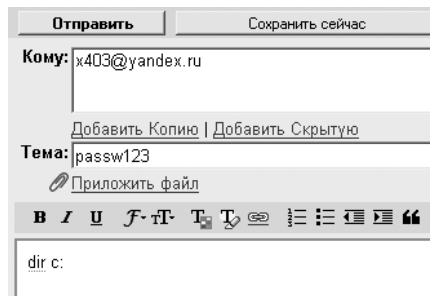 Отправить Сохранить сейчас
Кому: x403@yandex.ru
Добавить Копию | Добавить Скрытую
Тема: passw123
Приложить файл
B I U F T T T
dir c: